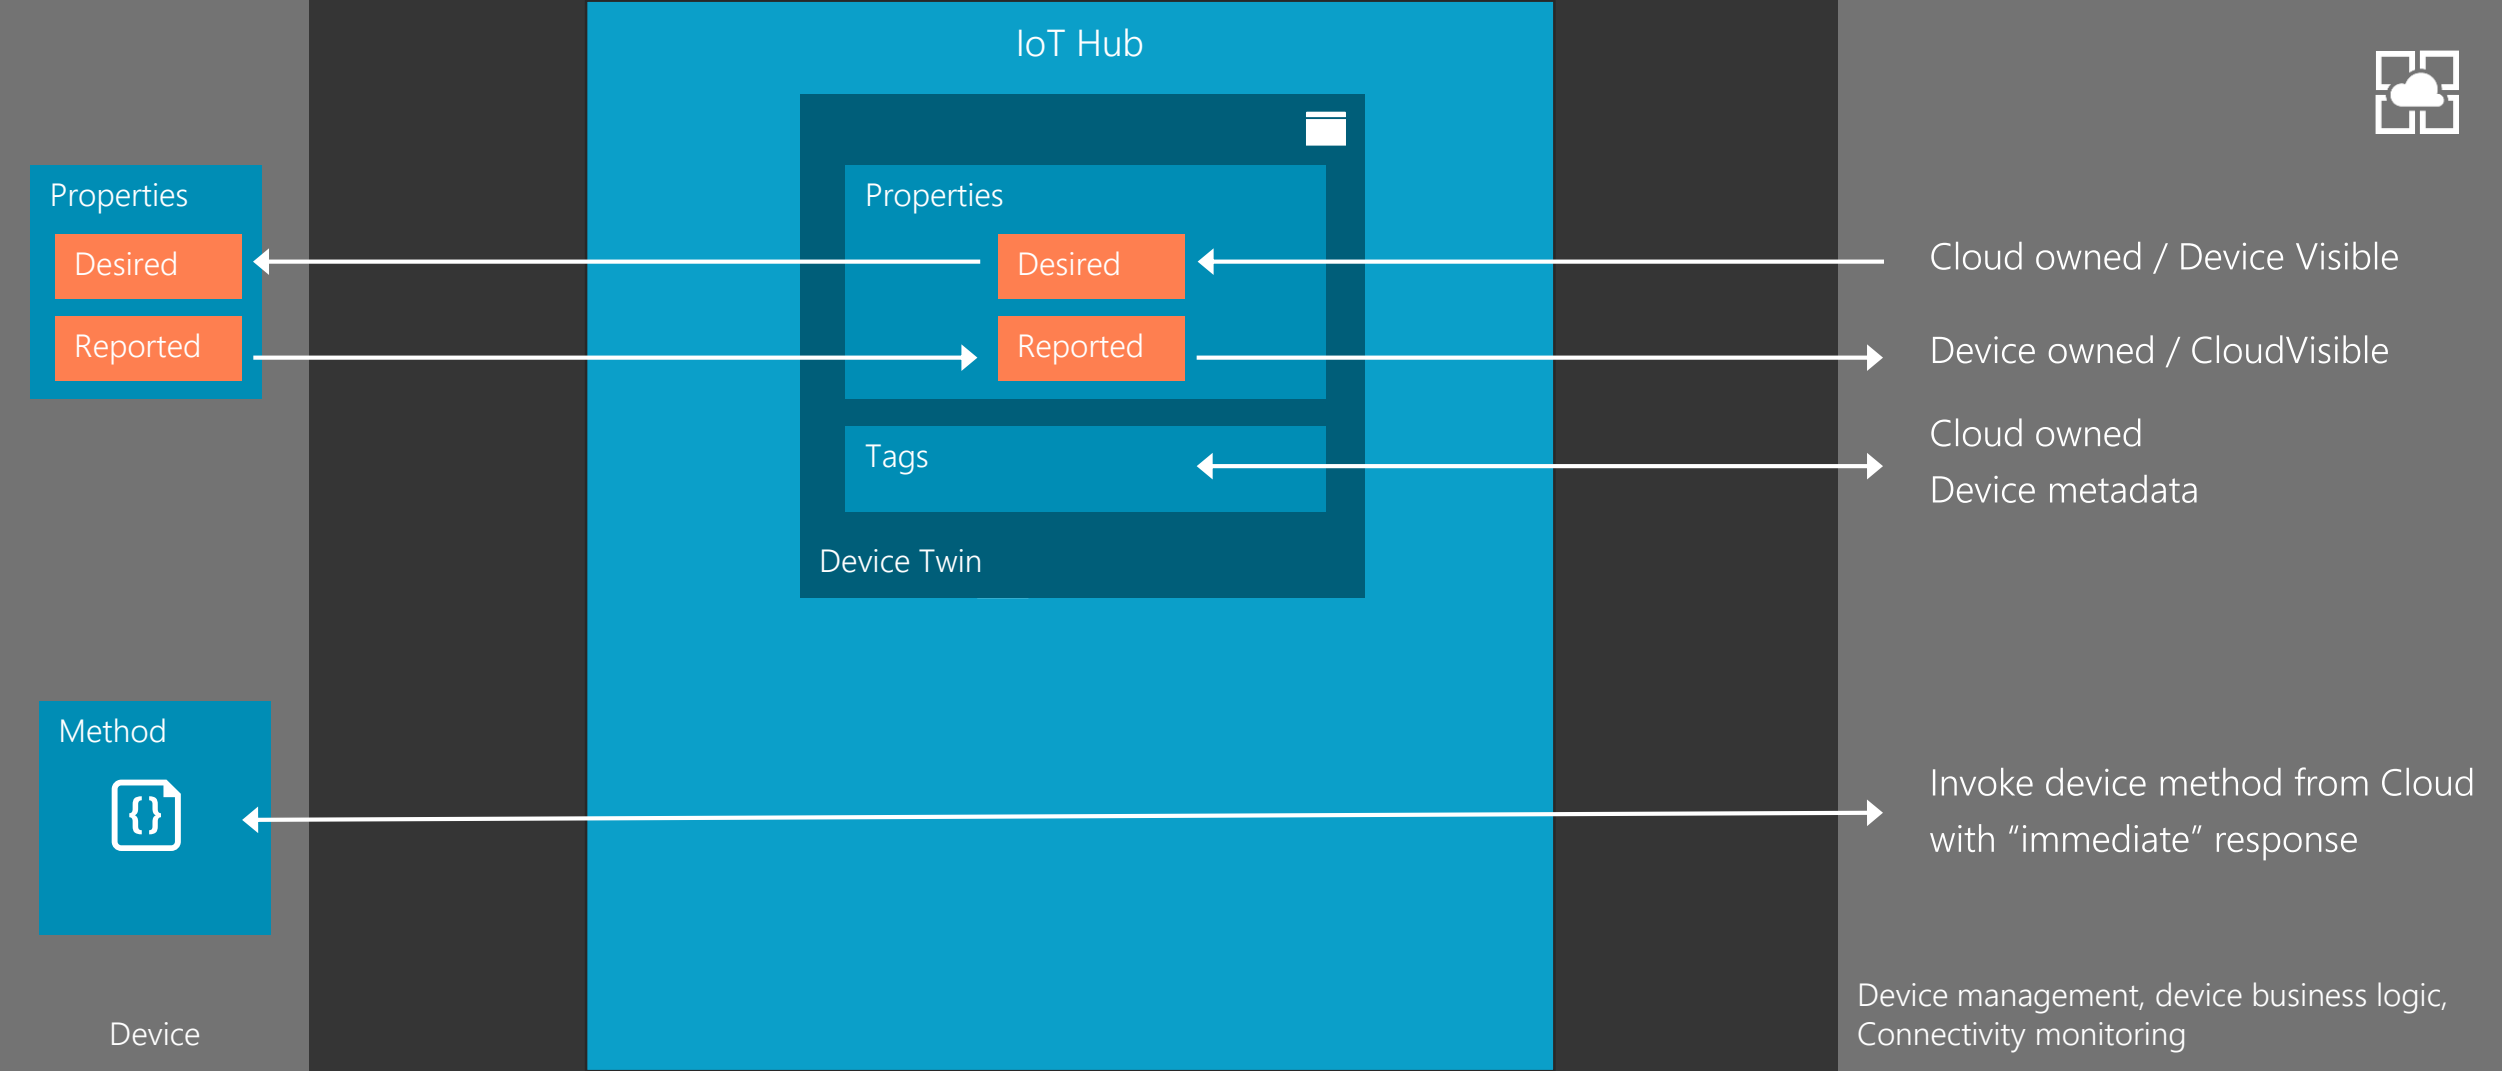 IoT Hub
Properties
Desired
Reported
Properties
Desired
Reported
Tags
Device Twin
Cloud owned / Device Visible
Device owned / CloudVisible
Cloud owned
Device metadata
Method
{}
Invoke device method from Cloud
with “immediate” response
Device
Device management, device business logic,
Connectivity monitoring